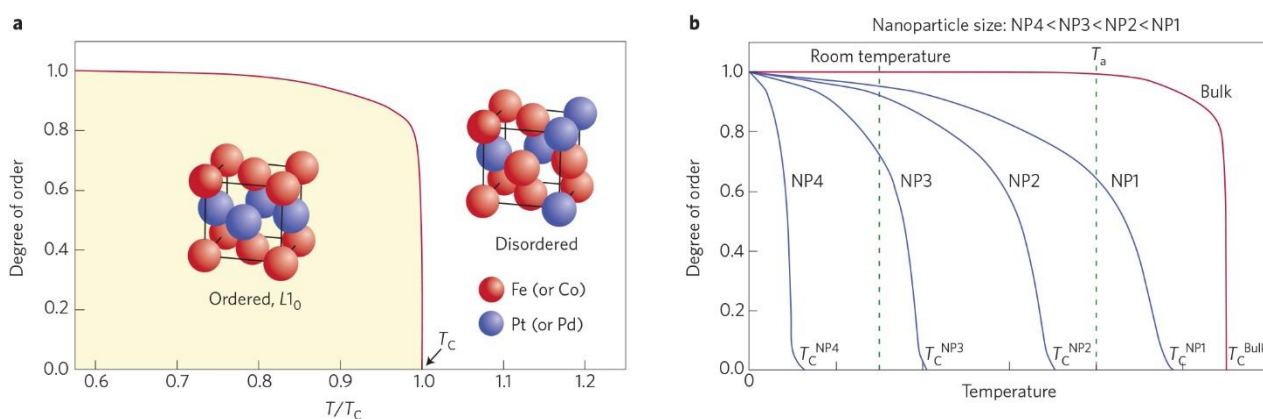 a
Degree of order
1.0
0.8
0.6
0.4
0.2
0.0
Ordered, L1₀
Disordered
Fe (or Co)
Pt (or Pd)
T_C
0.6 0.7 0.8 0.9 1.0 1.1 1.2
T/T_C
b
Nanoparticle size: NP4 < NP3 < NP2 < NP1
Room temperature
T_a
Degree of order
1.0
0.8
0.6
0.4
0.2
0.0
Bulk
NP4 NP3 NP2 NP1
T_C^NP4 T_C^NP3 T_C^NP2 T_C^NP1 T_C^Bulk
0
Temperature